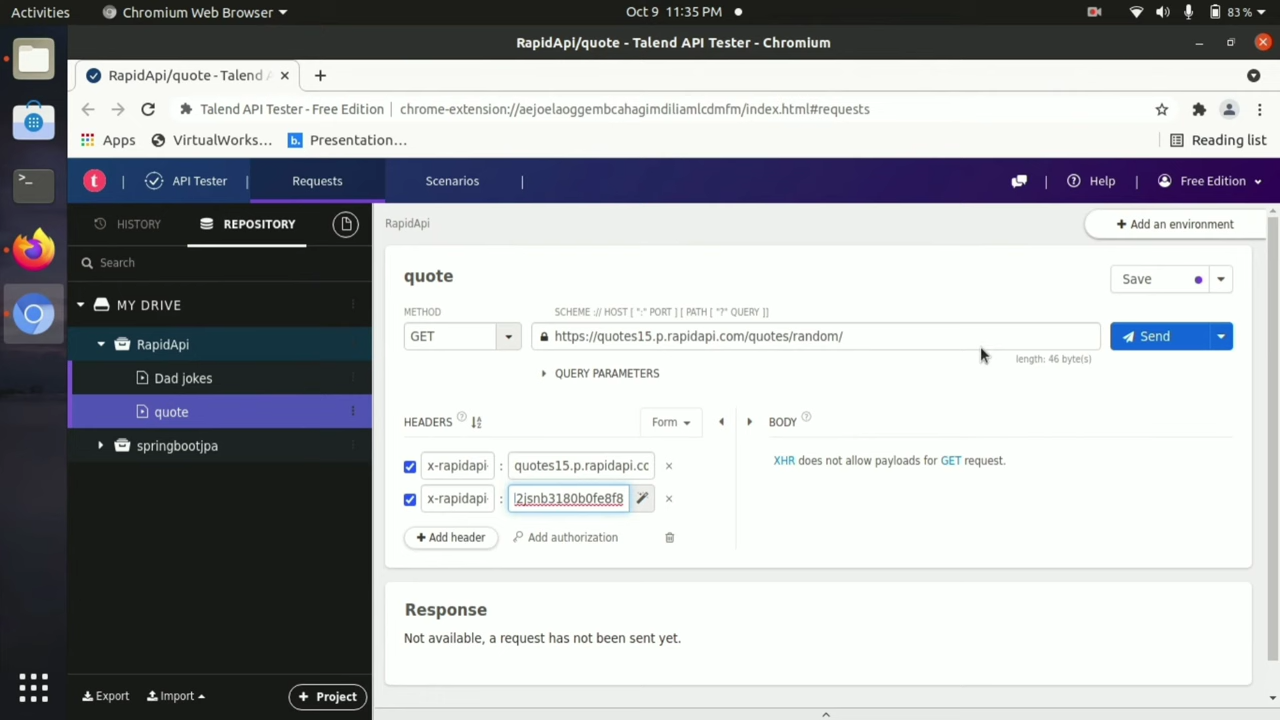 Activities Chromium Web Browser Oct 9 11:35 PM 83 %
RapidApi/quote - Talend API Tester - Chromium
RapidApi/quote - Talend A
Talend API Tester - Free Edition chrome-extension://aejoelaoggembcahagimdiliamlcdmfm/index.html#requests
Apps VirtualWorks… b. Presentation… Reading list
t | API Tester | Requests Scenarios | | Help | Free Edition
HISTORY REPOSITORY
RapidApi + Add an environment
Search
quote Save
MY DRIVE
METHOD SCHEME :// HOST [ ":" PORT ] [ PATH [ "?" QUERY ]]
GET https://quotes15.p.rapidapi.com/quotes/random/ Send
RapidApi
length: 46 byte(s)
QUERY PARAMETERS
Dad jokes
quote
HEADERS ? Form BODY ?
springbootjpa
XHR does not allow payloads for GET request.
x-rapidapi- : quotes15.p.rapidapi.cc ×
x-rapidapi- : 2jsnb3180b0fe8f8 ×
+ Add header Add authorization
Response
Not available, a request has not been sent yet.
Export Import + Project